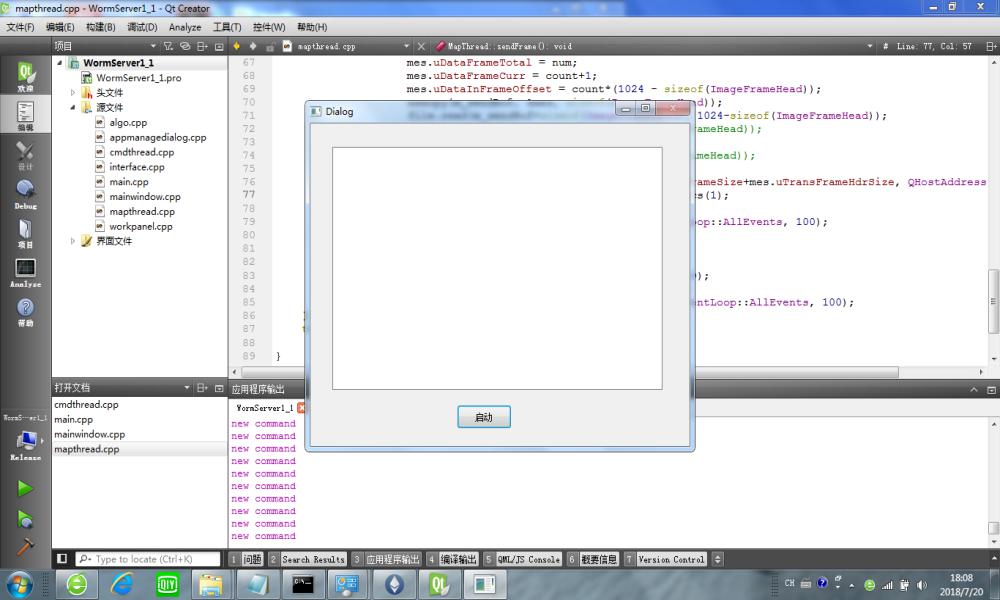 mapthread.cpp - WormServer1_1 - Qt Creator
文件(F) 编辑(E) 构建(B) 调试(D) Analyze 工具(T) 控件(W) 帮助(H)
项目
mapthread.cpp
MapThread::sendFrame(): void
# Line: 77, Col: 57
欢迎
编辑
设计
Debug
项目
Analyse
帮助
WormServer1_1
WormServer1_1.pro
头文件
源文件
algo.cpp
appmanagedialog.cpp
cmdthread.cpp
interface.cpp
main.cpp
mainwindow.cpp
mapthread.cpp
workpanel.cpp
界面文件
67 mes.uDataFrameTotal = num;
68 mes.uDataFrameCurr = count+1;
69 mes.uDataInFrameOffset = count*(1024 - sizeof(ImageFrameHead));
70 Head));
71 1024-sizeof(ImageFrameHead));
72 ameHead));
73
74 meHead));
75
76 rameSize+mes.uTransFrameHdrSize, QHostAddress
77 s(1);
78
79 op::AllEvents, 100);
80
81
82
83 );
84
85 ntLoop::AllEvents, 100);
86
87
88
89 }
Dialog
启动
打开文档
cmdthread.cpp
main.cpp
mainwindow.cpp
mapthread.cpp
WormS···er1_1
Release
应用程序输出
WormServer1_1
new command
new command
new command
new command
new command
new command
new command
new command
new command
new command
Type to locate (Ctrl+K)
1 问题 2 Search Results 3 应用程序输出 4 编译输出 5 QML/JS Console 6 概要信息 7 Version Control
QIYI
CH
18:08
2018/7/20